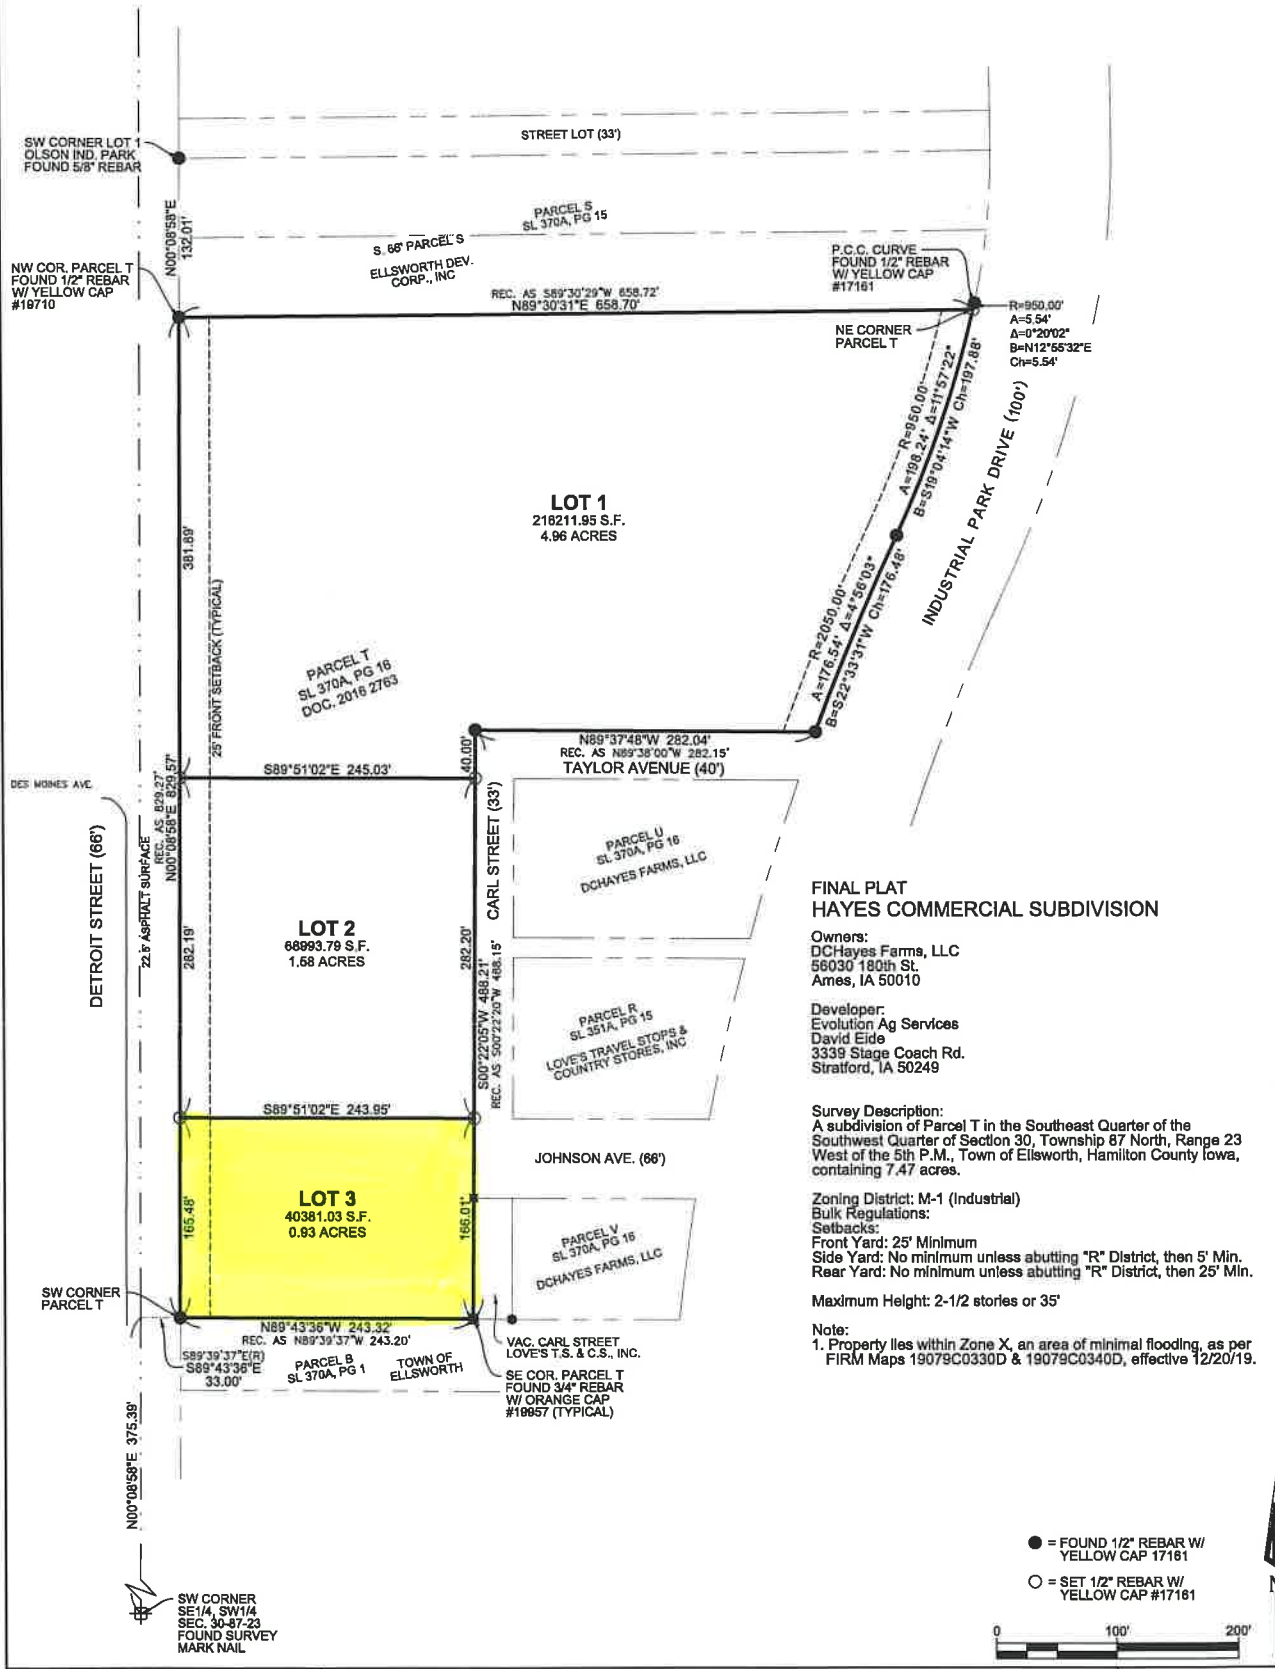 STREET LOT (33')
SW CORNER LOT 1
OLSON IND. PARK
FOUND 5/8" REBAR
N00°08'58"E
132.01'
PARCEL S
SL 370A, PG 15
S. 66' PARCEL S
ELLSWORTH DEV.
CORP., INC
NW COR. PARCEL T
FOUND 1/2" REBAR
W/ YELLOW CAP
#19710
REC. AS S89°30'29"W 658.72'
N89°30'31"E 658.70'
P.C.C. CURVE
FOUND 1/2" REBAR
W/ YELLOW CAP
#17161
NE CORNER
PARCEL T
R=950.00'
A=5.54'
Δ=0°20'02"
B=N12°55'32"E
Ch=5.54'
R=950.00'
A=198.24' Δ=11°57'22"
B=S19°04'14"W Ch=197.88'
INDUSTRIAL PARK DRIVE (100')
LOT 1
216211.95 S.F.
4.96 ACRES
381.89'
25' FRONT SETBACK (TYPICAL)
R=2050.00'
A=176.54' Δ=4°56'03"
B=S22°33'31"W Ch=176.48'
PARCEL T
SL 370A, PG 16
DOC. 2016 2763
N89°37'48"W 282.04'
REC. AS N89°38'00"W 282.15'
TAYLOR AVENUE (40')
40.00'
S89°51'02"E 245.03'
DES MOINES AVE.
DETROIT STREET (66')
22.5' ASPHALT SURFACE
REC. AS 829.27'
N00°08'58"E 829.57'
CARL STREET (33')
PARCEL U
SL 370A, PG 16
DCHAYES FARMS, LLC
LOT 2
68993.79 S.F.
1.58 ACRES
282.19'
282.20'
S00°22'05"W 488.21'
REC. AS S00°22'20"W 488.15'
PARCEL R
SL 351A, PG 15
LOVE'S TRAVEL STOPS &
COUNTRY STORES, INC
S89°51'02"E 243.95'
JOHNSON AVE. (66')
LOT 3
40381.03 S.F.
0.93 ACRES
165.48'
166.01'
PARCEL V
SL 370A, PG 16
DCHAYES FARMS, LLC
SW CORNER
PARCEL T
N89°43'36"W 243.32'
REC. AS N89°39'37"W 243.20'
S89°39'37"E(R)
S89°43'36"E
33.00'
PARCEL B
SL 370A, PG 1
TOWN OF
ELLSWORTH
VAC. CARL STREET
LOVE'S T.S. & C.S., INC.
SE COR. PARCEL T
FOUND 3/4" REBAR
W/ ORANGE CAP
#19957 (TYPICAL)
N00°08'58"E 375.39'
SW CORNER
SE1/4, SW1/4
SEC. 30-87-23
FOUND SURVEY
MARK NAIL
FINAL PLAT
HAYES COMMERCIAL SUBDIVISION
Owners:
DCHayes Farms, LLC
56030 180th St.
Ames, IA 50010
Developer:
Evolution Ag Services
David Eide
3339 Stage Coach Rd.
Stratford, IA 50249
Survey Description:
A subdivision of Parcel T in the Southeast Quarter of the
Southwest Quarter of Section 30, Township 87 North, Range 23
West of the 5th P.M., Town of Ellsworth, Hamilton County Iowa,
containing 7.47 acres.
Zoning District: M-1 (Industrial)
Bulk Regulations:
Setbacks:
Front Yard: 25' Minimum
Side Yard: No minimum unless abutting "R" District, then 5' Min.
Rear Yard: No minimum unless abutting "R" District, then 25' Min.
Maximum Height: 2-1/2 stories or 35'
Note:
1. Property lies within Zone X, an area of minimal flooding, as per
FIRM Maps 19079C0330D & 19079C0340D, effective 12/20/19.
= FOUND 1/2" REBAR W/
YELLOW CAP 17161
= SET 1/2" REBAR W/
YELLOW CAP #17161
0 100' 200'